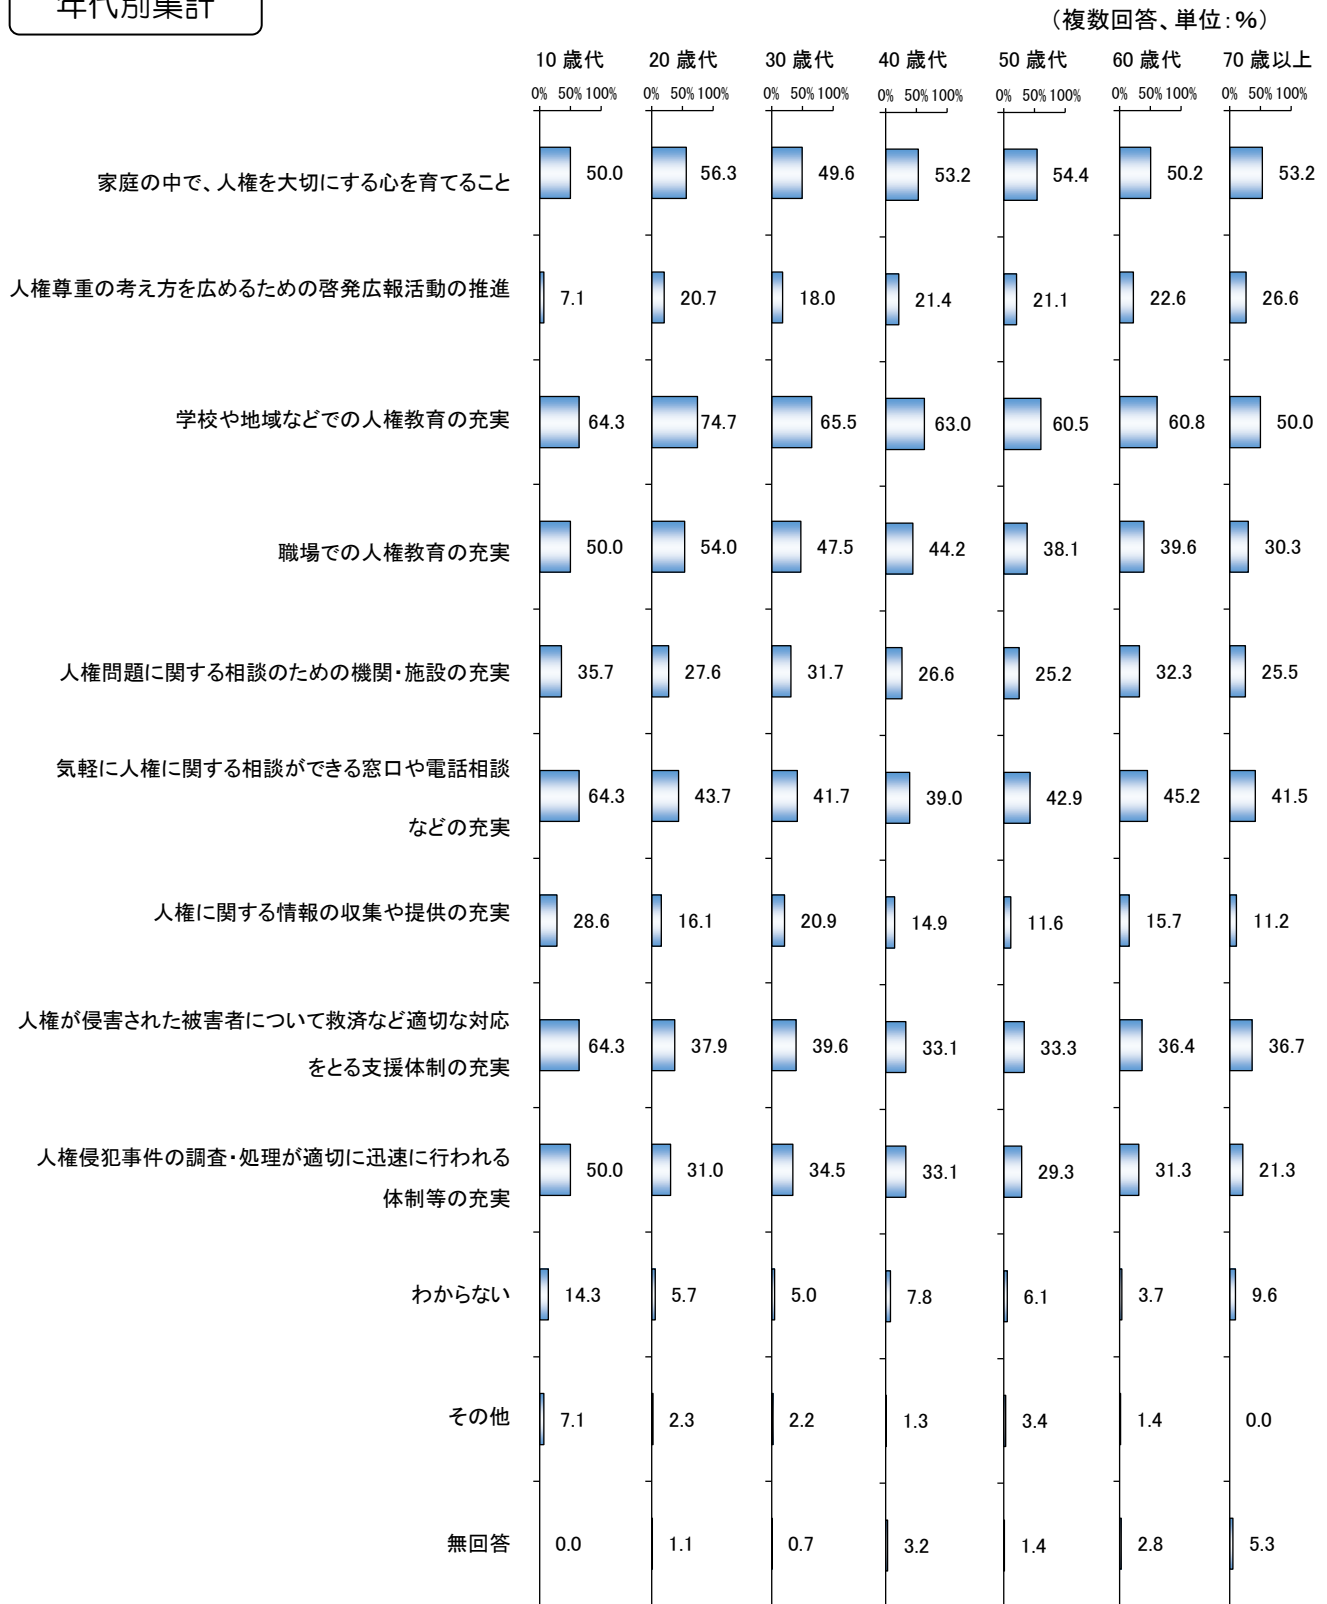 年代別集計
（複数回答、単位：％）
10 歳代 20 歳代 30 歳代 40 歳代 50 歳代 60 歳代 70 歳以上
0% 50% 100% 0% 50% 100% 0% 50% 100% 0% 50% 100% 0% 50% 100% 0% 50% 100% 0% 50% 100%
家庭の中で、人権を大切にする心を育てること 50.0 56.3 49.6 53.2 54.4 50.2 53.2
人権尊重の考え方を広めるための啓発広報活動の推進 7.1 20.7 18.0 21.4 21.1 22.6 26.6
学校や地域などでの人権教育の充実 64.3 74.7 65.5 63.0 60.5 60.8 50.0
職場での人権教育の充実 50.0 54.0 47.5 44.2 38.1 39.6 30.3
人権問題に関する相談のための機関・施設の充実 35.7 27.6 31.7 26.6 25.2 32.3 25.5
気軽に人権に関する相談ができる窓口や電話相談
などの充実 64.3 43.7 41.7 39.0 42.9 45.2 41.5
人権に関する情報の収集や提供の充実 28.6 16.1 20.9 14.9 11.6 15.7 11.2
人権が侵害された被害者について救済など適切な対応
をとる支援体制の充実 64.3 37.9 39.6 33.1 33.3 36.4 36.7
人権侵犯事件の調査・処理が適切に迅速に行われる
体制等の充実 50.0 31.0 34.5 33.1 29.3 31.3 21.3
わからない 14.3 5.7 5.0 7.8 6.1 3.7 9.6
その他 7.1 2.3 2.2 1.3 3.4 1.4 0.0
無回答 0.0 1.1 0.7 3.2 1.4 2.8 5.3